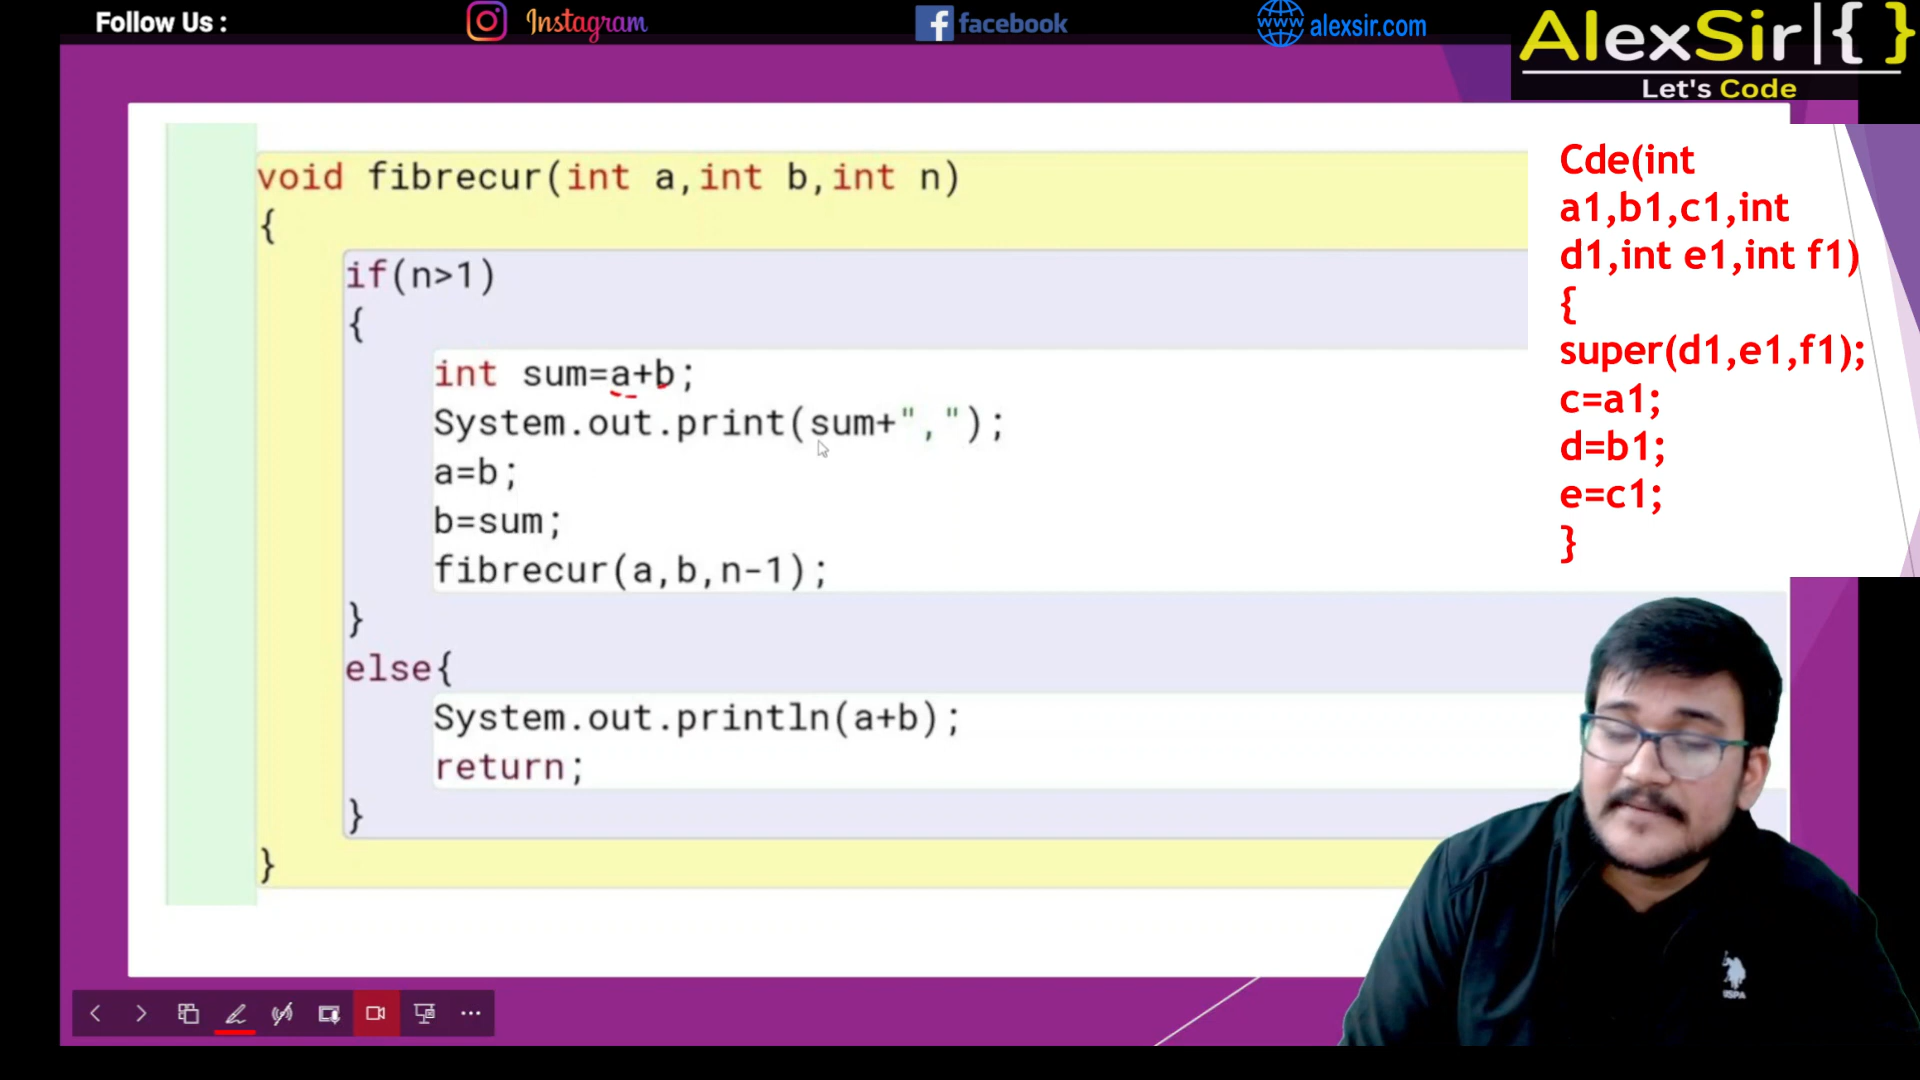 Follow Us :
Instagram
facebook
www alexsir.com
AlexSir|{ }
Let's Code
void fibrecur(int a,int b,int n)
{
if(n>1)
{
int sum=a+b;
System.out.print(sum+",");
a=b;
b=sum;
fibrecur(a,b,n-1);
}
else{
System.out.println(a+b);
return;
}
}
Cde(int
a1,b1,c1,int
d1,int e1,int f1)
{
super(d1,e1,f1);
c=a1;
d=b1;
e=c1;
}
USPA